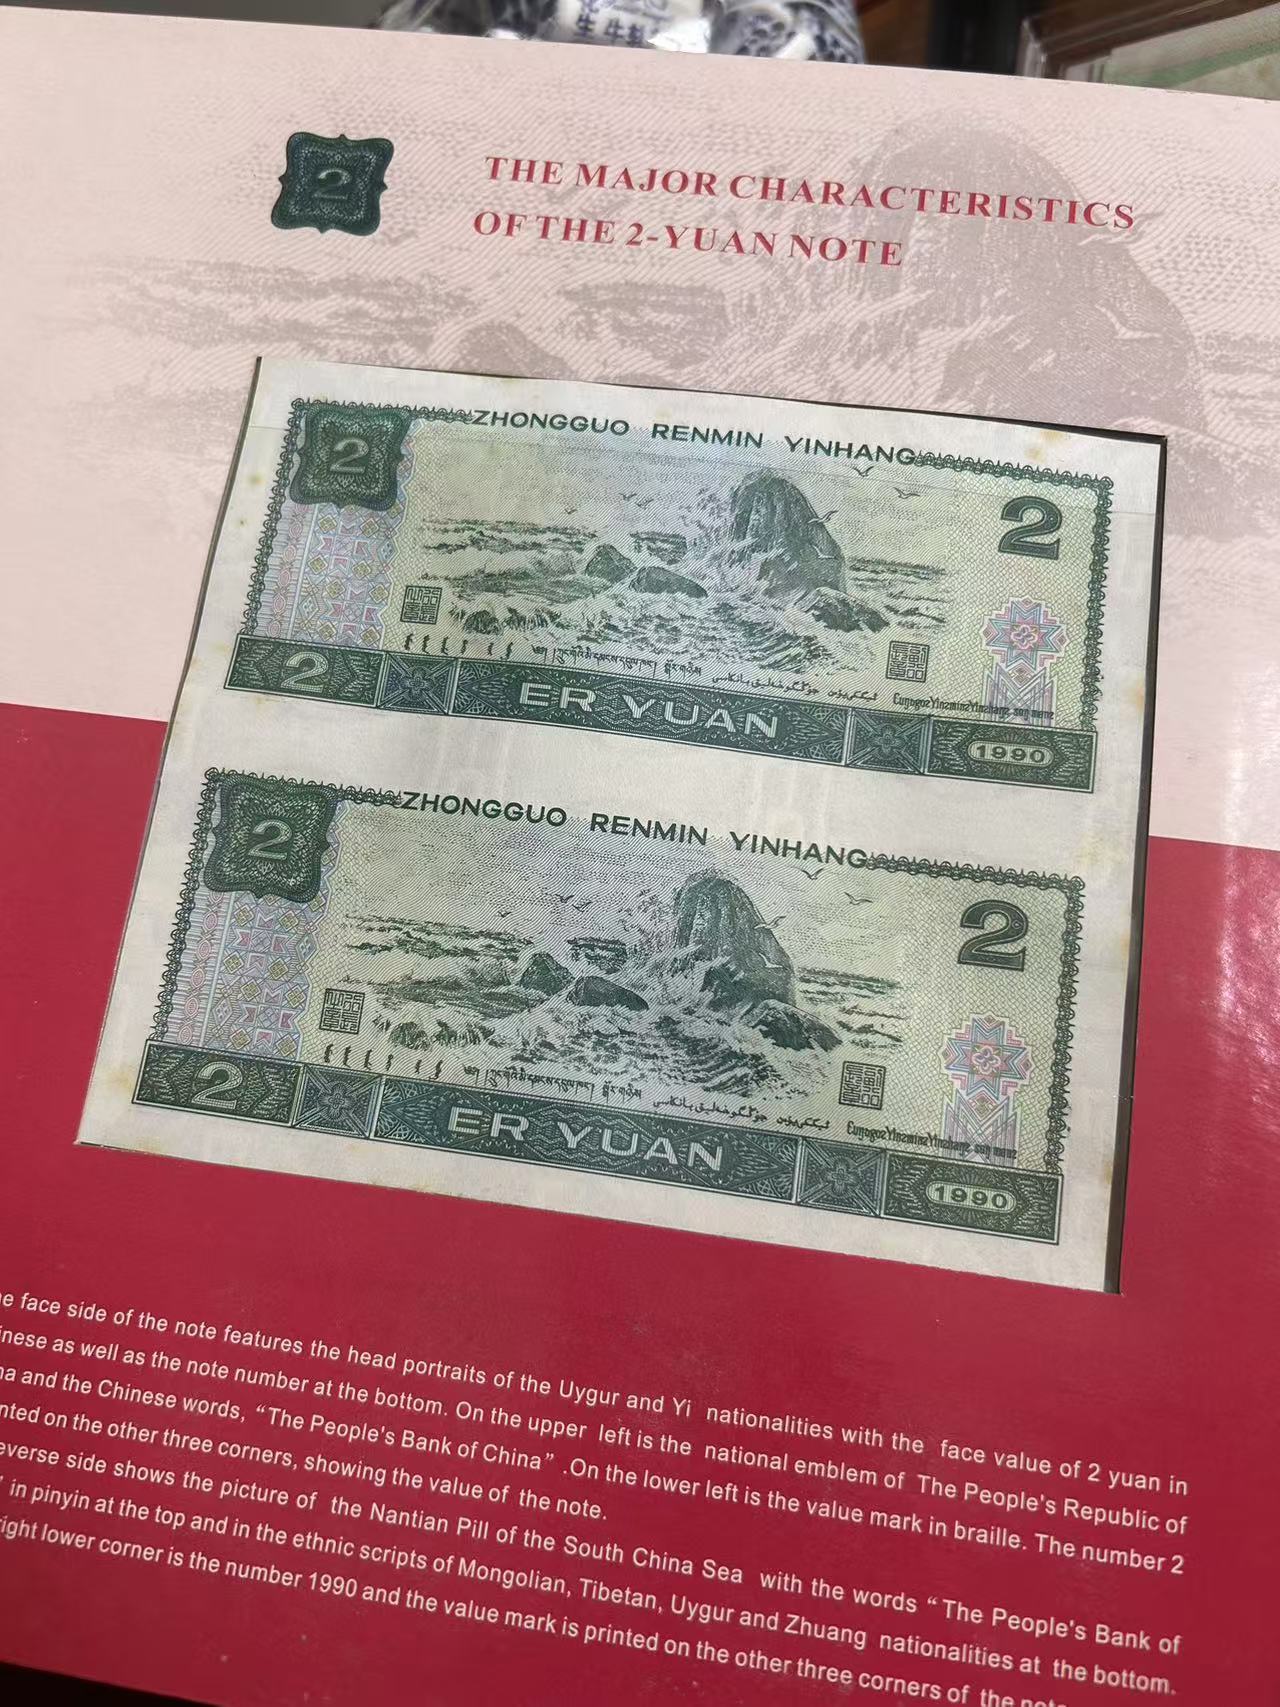 生 生
2
THE MAJOR CHARACTERISTICS
OF THE 2-YUAN NOTE
ZHONGGUO RENMIN YINHANG
2
2
2
ER YUAN
1990
ZHONGGUO RENMIN YINHANG
2
2
2
ER YUAN
1990
face side of the note features the head portraits of the Uygur and Yi nationalities with the face value of 2 yuan in
as well as the note number at the bottom. On the upper left is the national emblem of The People's Republic of
and the Chinese words, “The People's Bank of China” .On the lower left is the value mark in braille. The number 2
on the other three corners, showing the value of the note.
side shows the picture of the Nantian Pill of the South China Sea with the words “The People's Bank of
” in pinyin at the top and in the ethnic scripts of Mongolian, Tibetan, Uygur and Zhuang nationalities at the bottom.
lower corner is the number 1990 and the value mark is printed on the other three corners of the